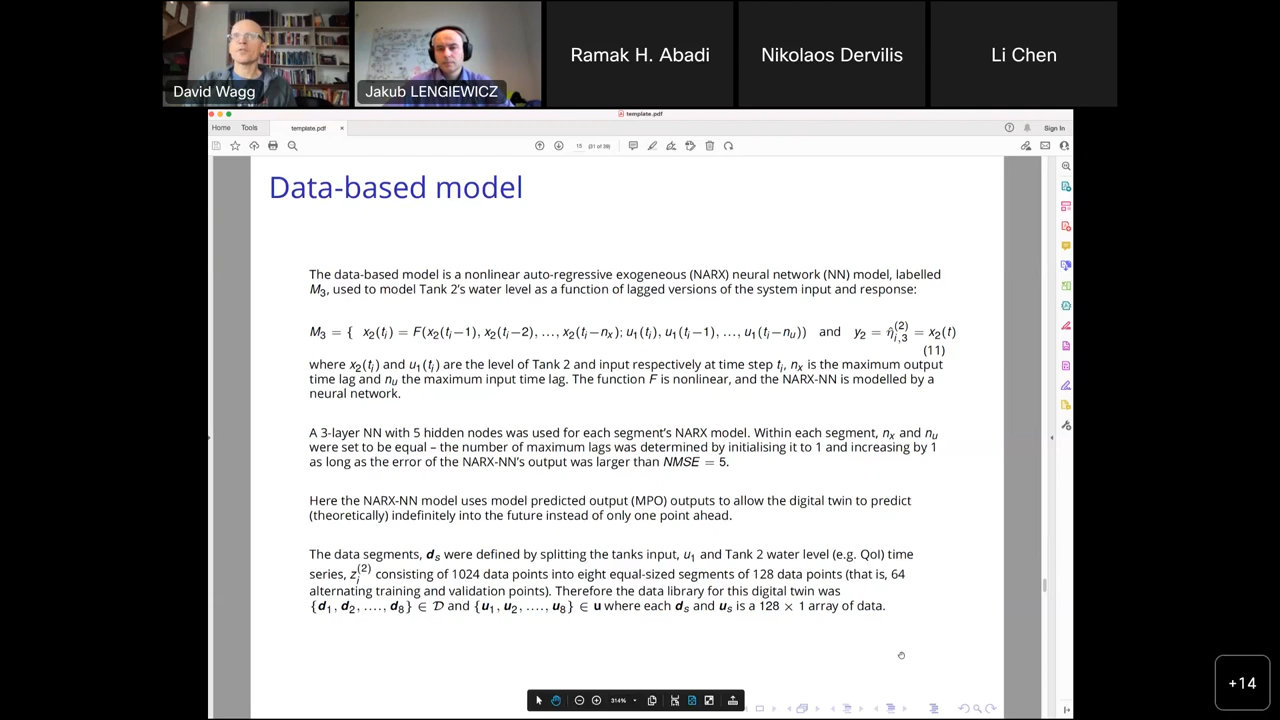 David Wagg
Jakub LENGIEWICZ
Ramak H. Abadi
Nikolaos Dervilis
Li Chen
template.pdf
Home
Tools
template.pdf
×
Sign In
15
(31 of 39)
Data-based model
The data-based model is a nonlinear auto-regressive exogeneous (NARX) neural network (NN) model, labelled
M₃, used to model Tank 2's water level as a function of lagged versions of the system input and response:
M₃ = { x₂(tᵢ) = F(x₂(tᵢ−1), x₂(tᵢ−2), …, x₂(tᵢ−nₓ); u₁(tᵢ), u₁(tᵢ−1), …, u₁(tᵢ−nᵤ)) and y₂ = η̂ᵢ,₃⁽²⁾ = x₂(t)
(11)
where x₂(tᵢ) and u₁(tᵢ) are the level of Tank 2 and input respectively at time step tᵢ, nₓ is the maximum output
time lag and nᵤ the maximum input time lag. The function F is nonlinear, and the NARX-NN is modelled by a
neural network.
A 3-layer NN with 5 hidden nodes was used for each segment's NARX model. Within each segment, nₓ and nᵤ
were set to be equal – the number of maximum lags was determined by initialising it to 1 and increasing by 1
as long as the error of the NARX-NN's output was larger than NMSE = 5.
Here the NARX-NN model uses model predicted output (MPO) outputs to allow the digital twin to predict
(theoretically) indefinitely into the future instead of only one point ahead.
The data segments, dₛ were defined by splitting the tanks input, u₁ and Tank 2 water level (e.g. QoI) time
series, zᵢ⁽²⁾ consisting of 1024 data points into eight equal-sized segments of 128 data points (that is, 64
alternating training and validation points). Therefore the data library for this digital twin was
{d₁, d₂, …., d₈} ∈ 𝒟 and {u₁, u₂, …., u₈} ∈ u where each dₛ and uₛ is a 128 × 1 array of data.
314%
+14